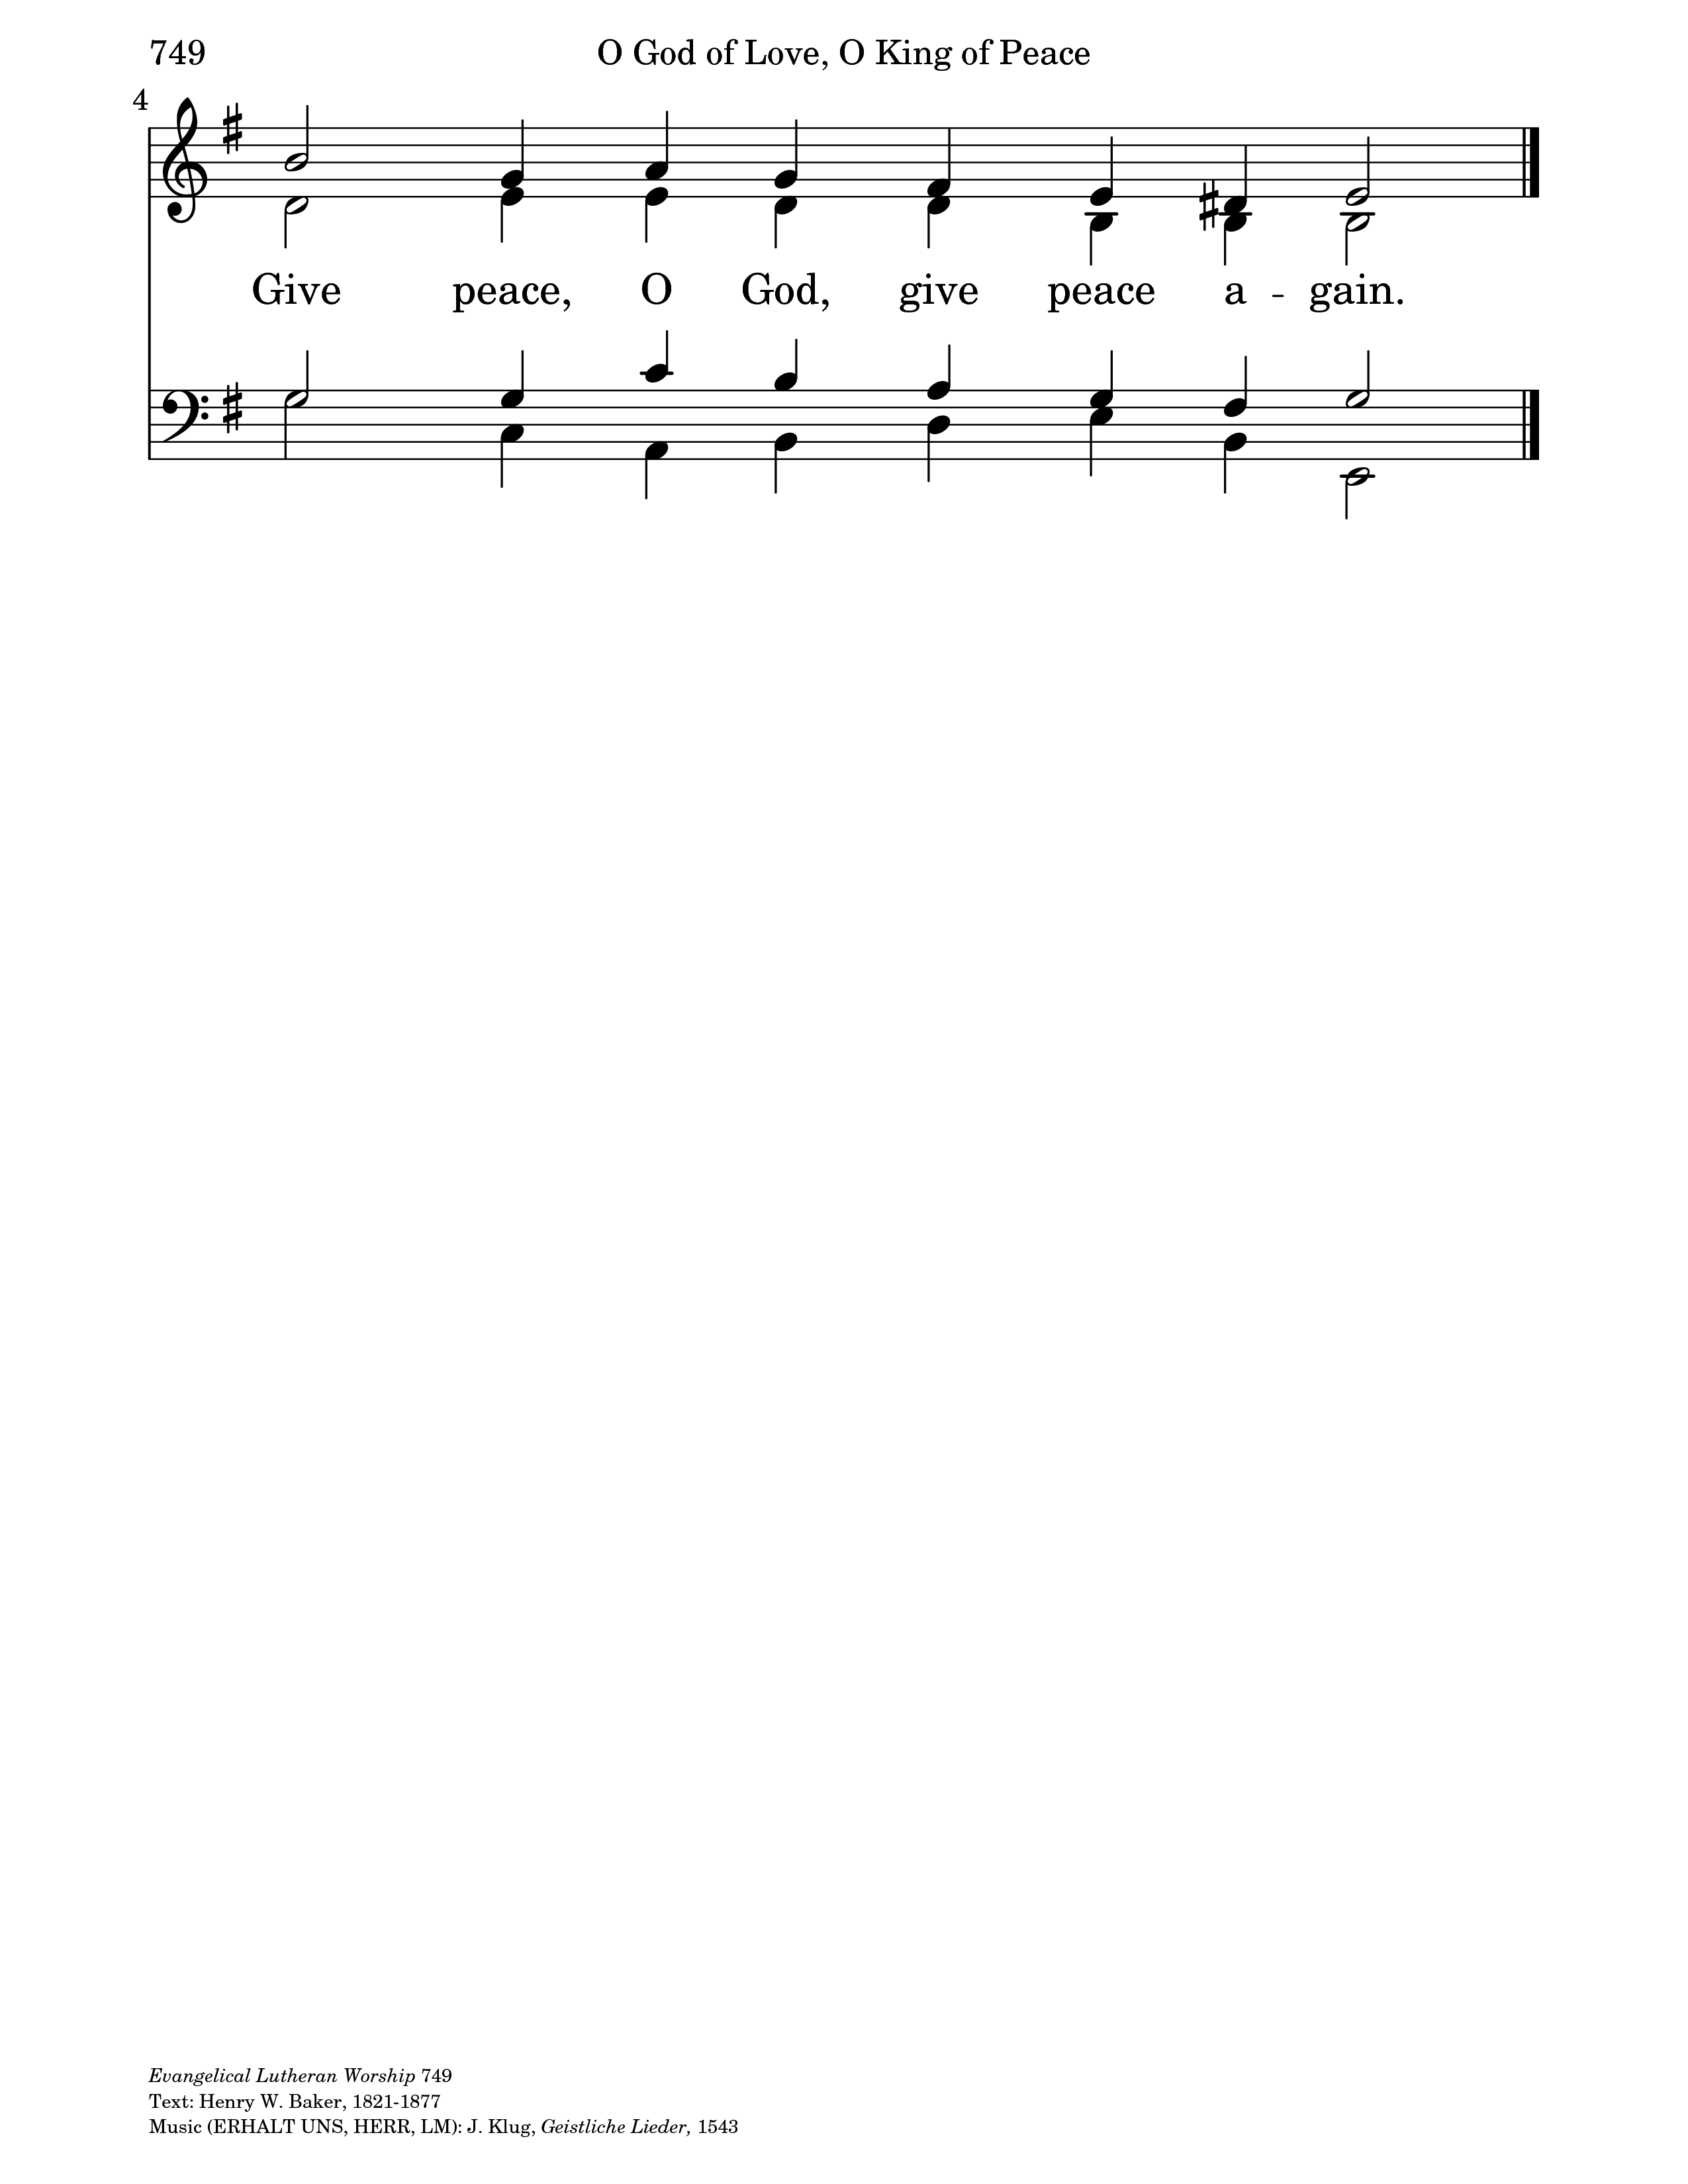 749 O God of Love, O King of Peace
4
Give peace, O God, give peace a - gain.
Evangelical Lutheran Worship 749
Text: Henry W. Baker, 1821-1877
Music (ERHALT UNS, HERR, LM): J. Klug, Geistliche Lieder, 1543